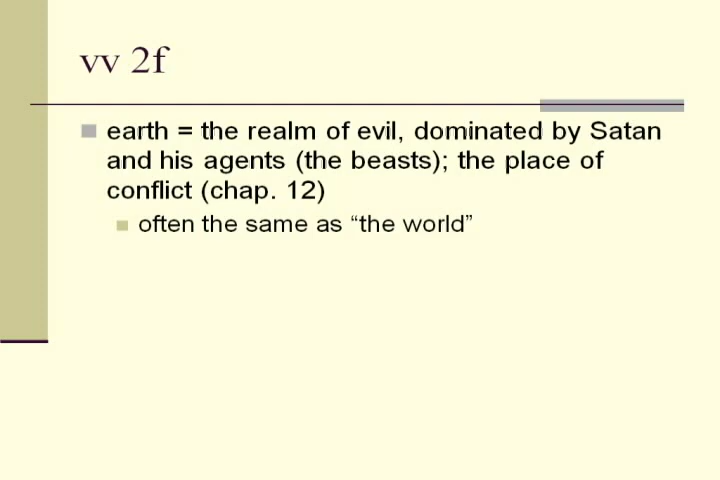 vv 2f
earth = the realm of evil, dominated by Satan
and his agents (the beasts); the place of
conflict (chap. 12)
often the same as “the world”